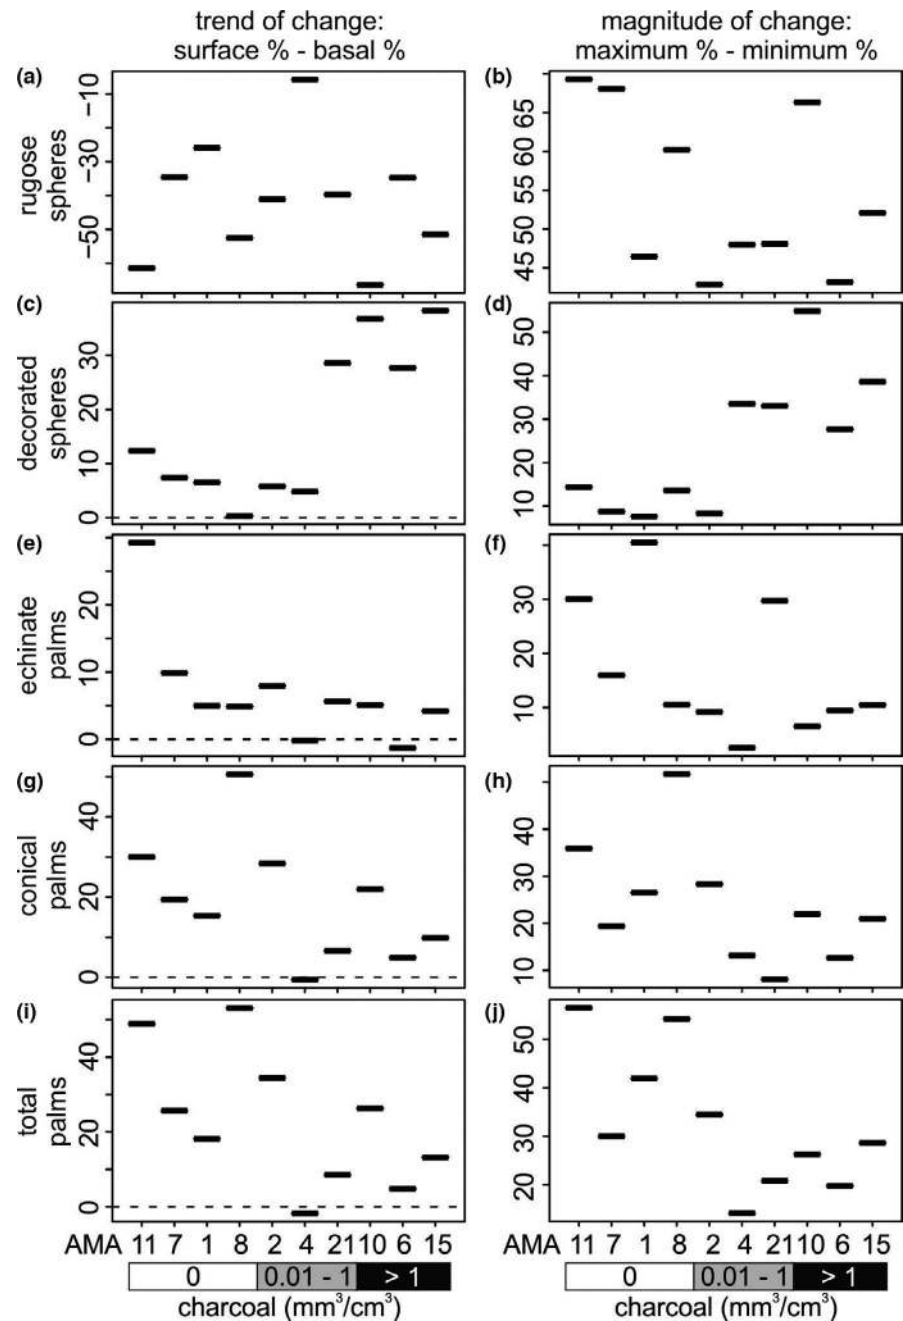 trend of change:
surface % - basal %
magnitude of change:
maximum % - minimum %
(a)
rugose
spheres
-10
-30
-50
(b)
65
60
55
50
45
(c)
decorated
spheres
30
20
10
0
(d)
50
40
30
20
10
(e)
echinate
palms
20
10
0
(f)
30
20
10
(g)
conical
palms
40
20
0
(h)
40
30
20
10
(i)
total
palms
40
20
0
(j)
50
40
30
20
AMA 11 7 1 8 2 4 21 10 6 15
11 7 1 8 2 4 21 10 6 15
0 0.01 - 1 > 1
0 0.01 - 1 > 1
charcoal (mm³/cm³)
charcoal (mm³/cm³)